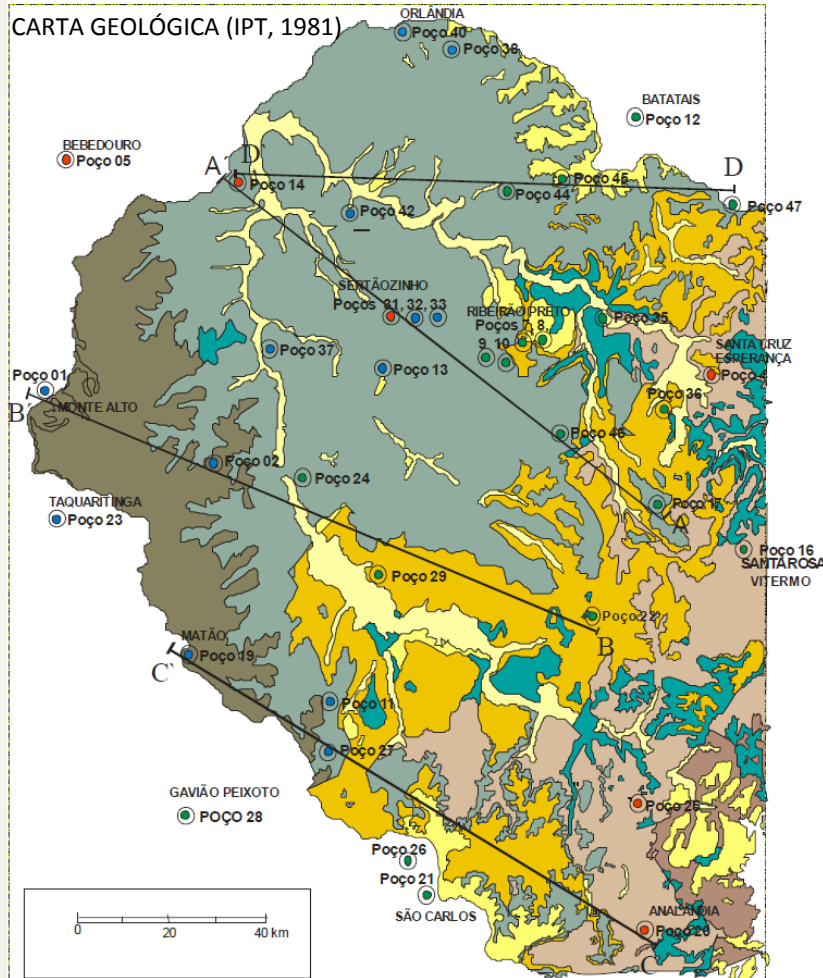 CARTA GEOLÓGICA (IPT, 1981)
ORLÂNDIA
Poço 40
Poço 38
BATATAIS
Poço 12
BEBEDOURO
Poço 05
A´
D`
D
Poço 14
Poço 45
Poço 44
Poço 47
Poço 42
SERTÃOZINHO
Poços 31, 32, 33
RIBEIRÃO PRETO
Poços 7, 8,
9, 10
Poço 35
SANTA CRUZ
ESPERANÇA
Poço 4
Poço 37
Poço 13
Poço 01
B´
MONTE ALTO
Poço 36
Poço 46
Poço 02
Poço 24
Poço 17
A
TAQUARITINGA
Poço 23
Poço 16
SANTA ROSA
VITERMO
Poço 29
Poço 22
B
MATÃO
C`
Poço 19
Poço 11
Poço 27
GAVIÃO PEIXOTO
POÇO 28
Poço 25
Poço 26
Poço 21
SÃO CARLOS
ANALÂNDIA
Poço 20
C
0 20 40 km